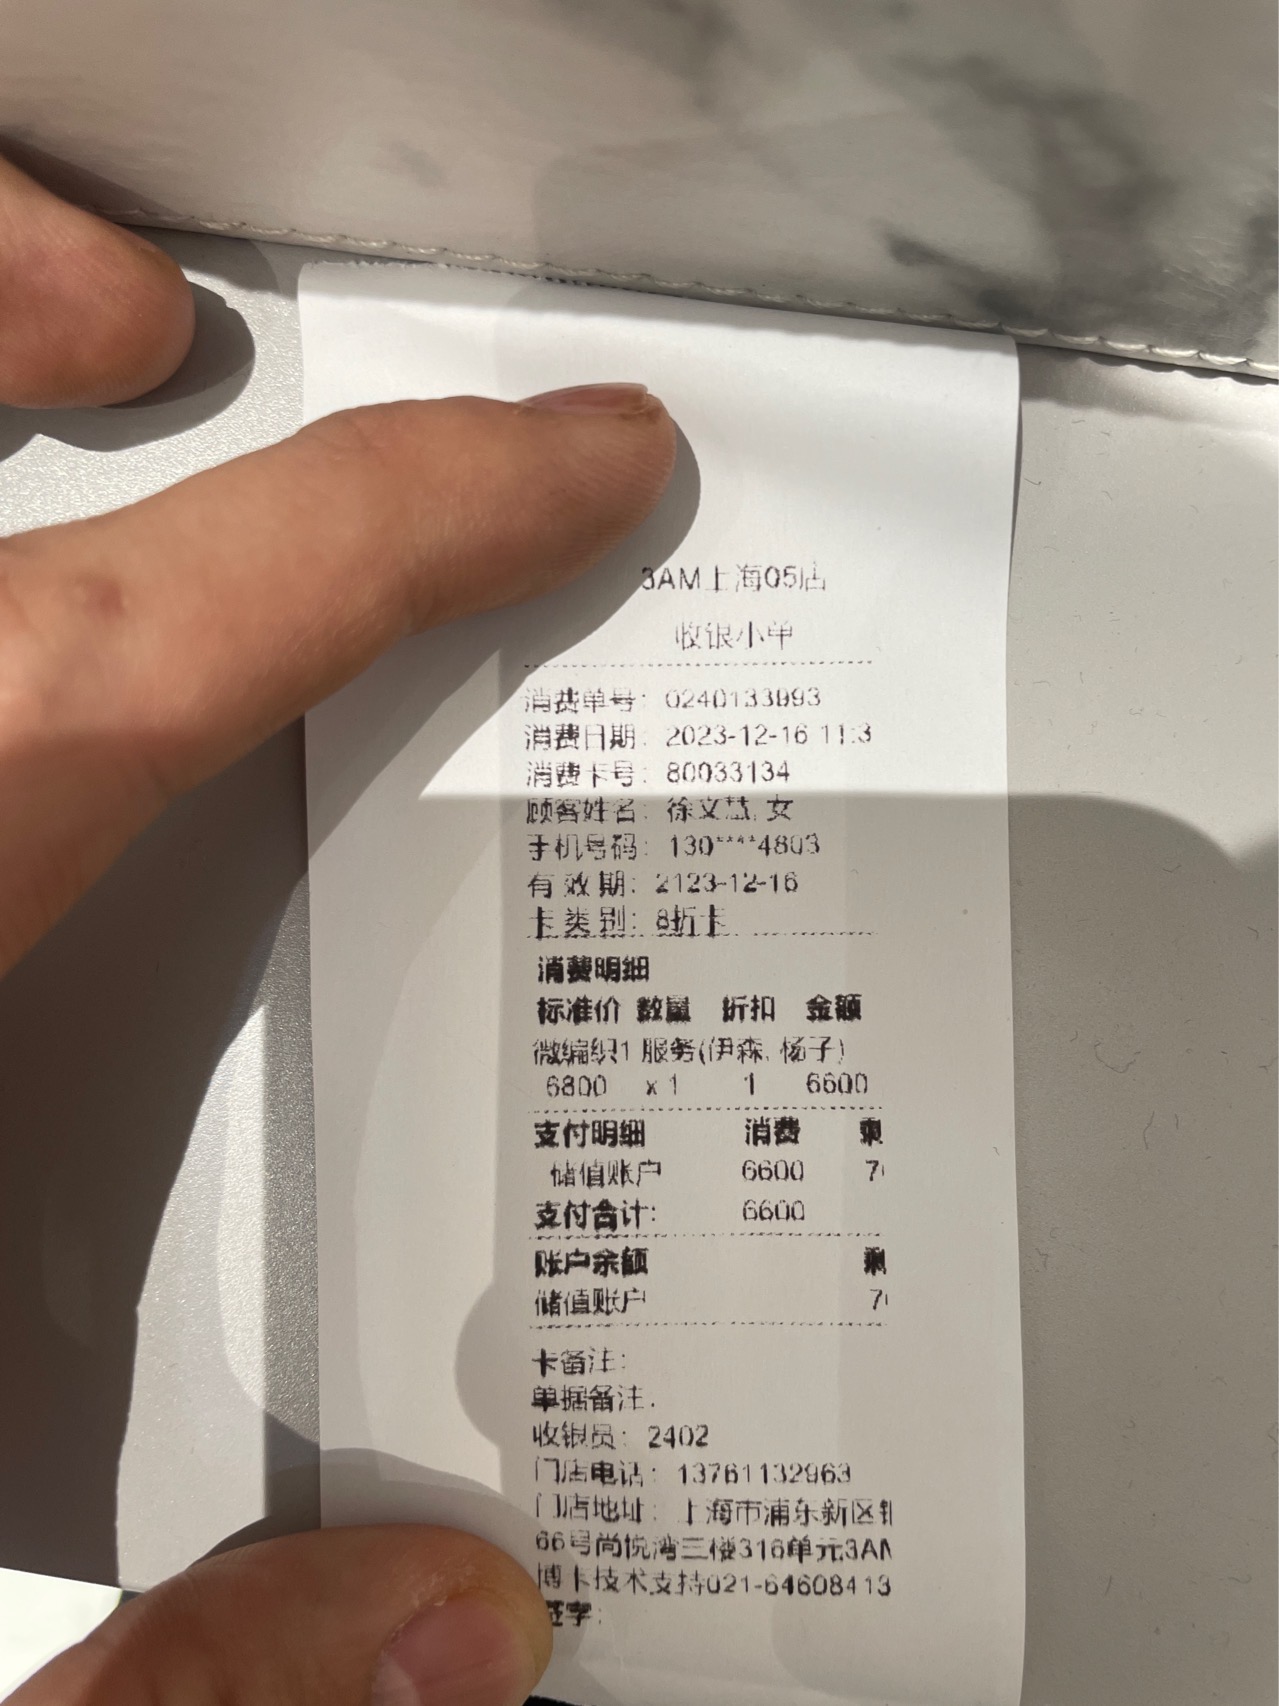 3AM上海05店
收银小单
消费单号: 0240133993
消费日期: 2023-12-16 11:3
消费卡号: 80033134
顾客姓名: 徐文慧,女
手机号码: 130****4803
有 效 期: 2123-12-16
卡 类 别: 8折卡
消费明细
标准价 数量 折扣 金额
微编织1 服务(伊森,杨子)
6800 x1 1 6600
支付明细 消费 剩
储值账户 6600
支付合计: 6600
账户余额 剩
储值账户
卡备注:
单据备注:
收银员: 2402
门店电话: 13761132963
门店地址: 上海市浦东新区
66号尚悦湾三楼316单元3AM
博卡技术支持021-64608413
签字: